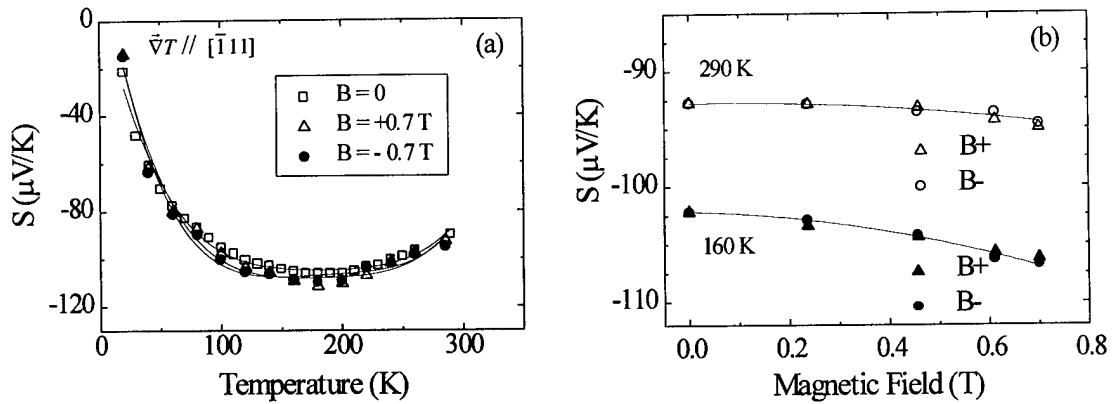 0
-40
-80
-120
S (μV/K)
0
100
200
300
Temperature (K)
∇⃗T // [1̄11]
(a)
B = 0
B = +0.7 T
B = - 0.7 T
-90
-100
-110
S (μV/K)
0.0
0.2
0.4
0.6
0.8
Magnetic Field (T)
(b)
290 K
B+
B-
160 K
B+
B-